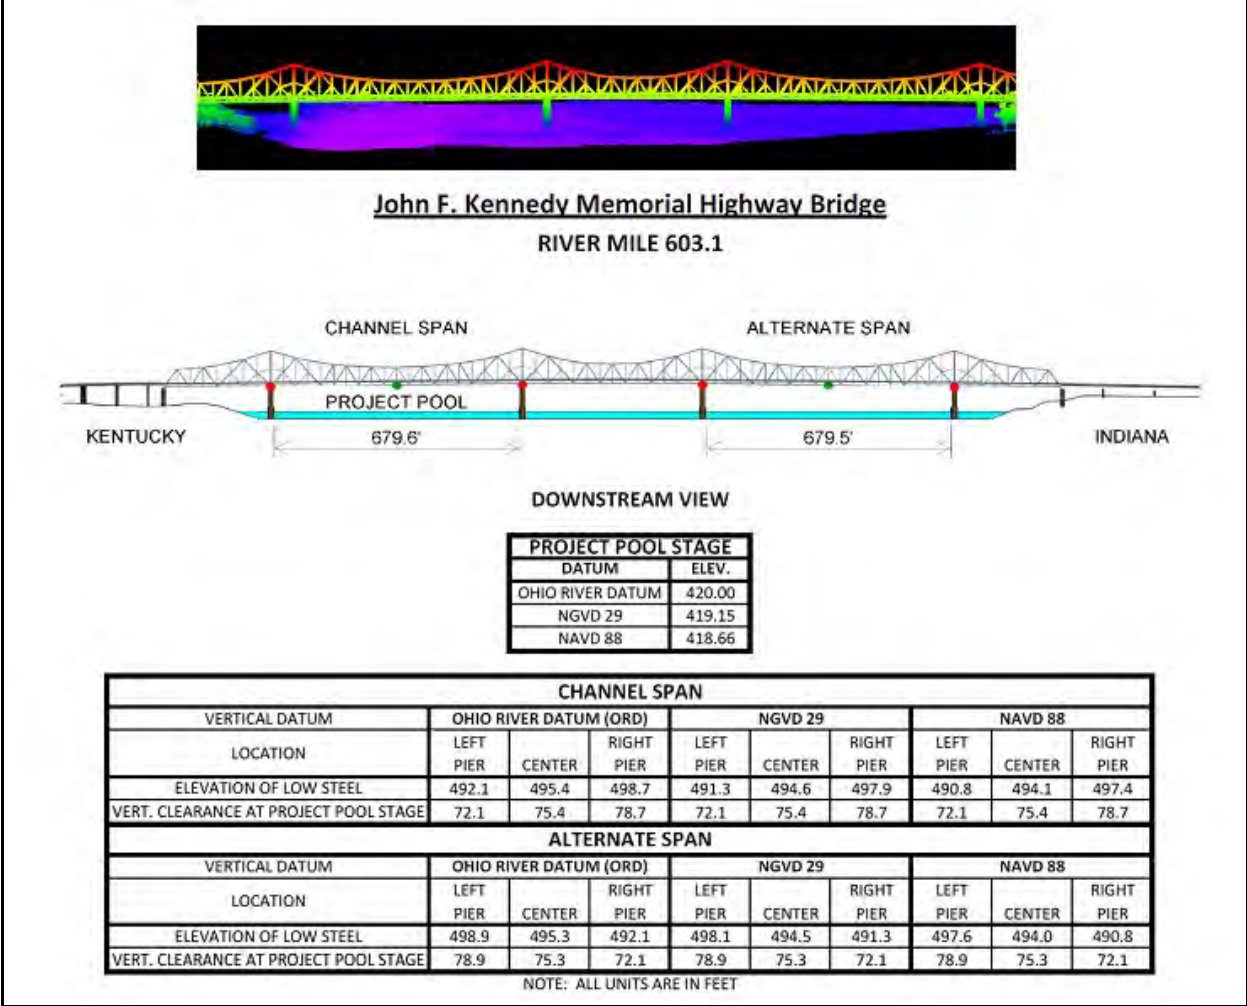 John F. Kennedy Memorial Highway Bridge
RIVER MILE 603.1
CHANNEL SPAN ALTERNATE SPAN
PROJECT POOL
KENTUCKY 679.6' 679.5' INDIANA
DOWNSTREAM VIEW
PROJECT POOL STAGE
DATUM ELEV.
OHIO RIVER DATUM 420.00
NGVD 29 419.15
NAVD 88 418.66
CHANNEL SPAN
VERTICAL DATUM OHIO RIVER DATUM (ORD) NGVD 29 NAVD 88
LOCATION LEFT PIER CENTER RIGHT PIER LEFT PIER CENTER RIGHT PIER LEFT PIER CENTER RIGHT PIER
ELEVATION OF LOW STEEL 492.1 495.4 498.7 491.3 494.6 497.9 490.8 494.1 497.4
VERT. CLEARANCE AT PROJECT POOL STAGE 72.1 75.4 78.7 72.1 75.4 78.7 72.1 75.4 78.7
ALTERNATE SPAN
VERTICAL DATUM OHIO RIVER DATUM (ORD) NGVD 29 NAVD 88
LOCATION LEFT PIER CENTER RIGHT PIER LEFT PIER CENTER RIGHT PIER LEFT PIER CENTER RIGHT PIER
ELEVATION OF LOW STEEL 498.9 495.3 492.1 498.1 494.5 491.3 497.6 494.0 490.8
VERT. CLEARANCE AT PROJECT POOL STAGE 78.9 75.3 72.1 78.9 75.3 72.1 78.9 75.3 72.1
NOTE: ALL UNITS ARE IN FEET